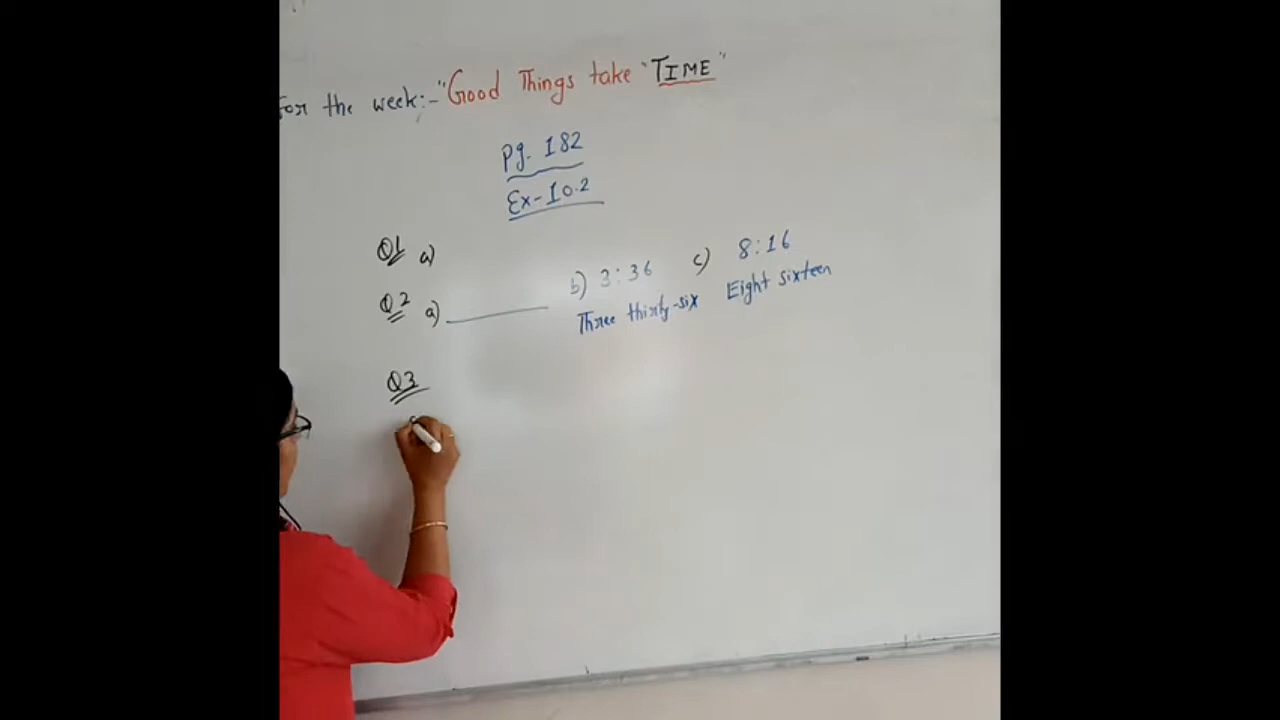 for the week:- "Good Things take "TIME"
Pg. 182
Ex-10.2
Q1 a)
Q2 a) b) 3:36 c) 8:16
Three thirty-six Eight sixteen
Q3